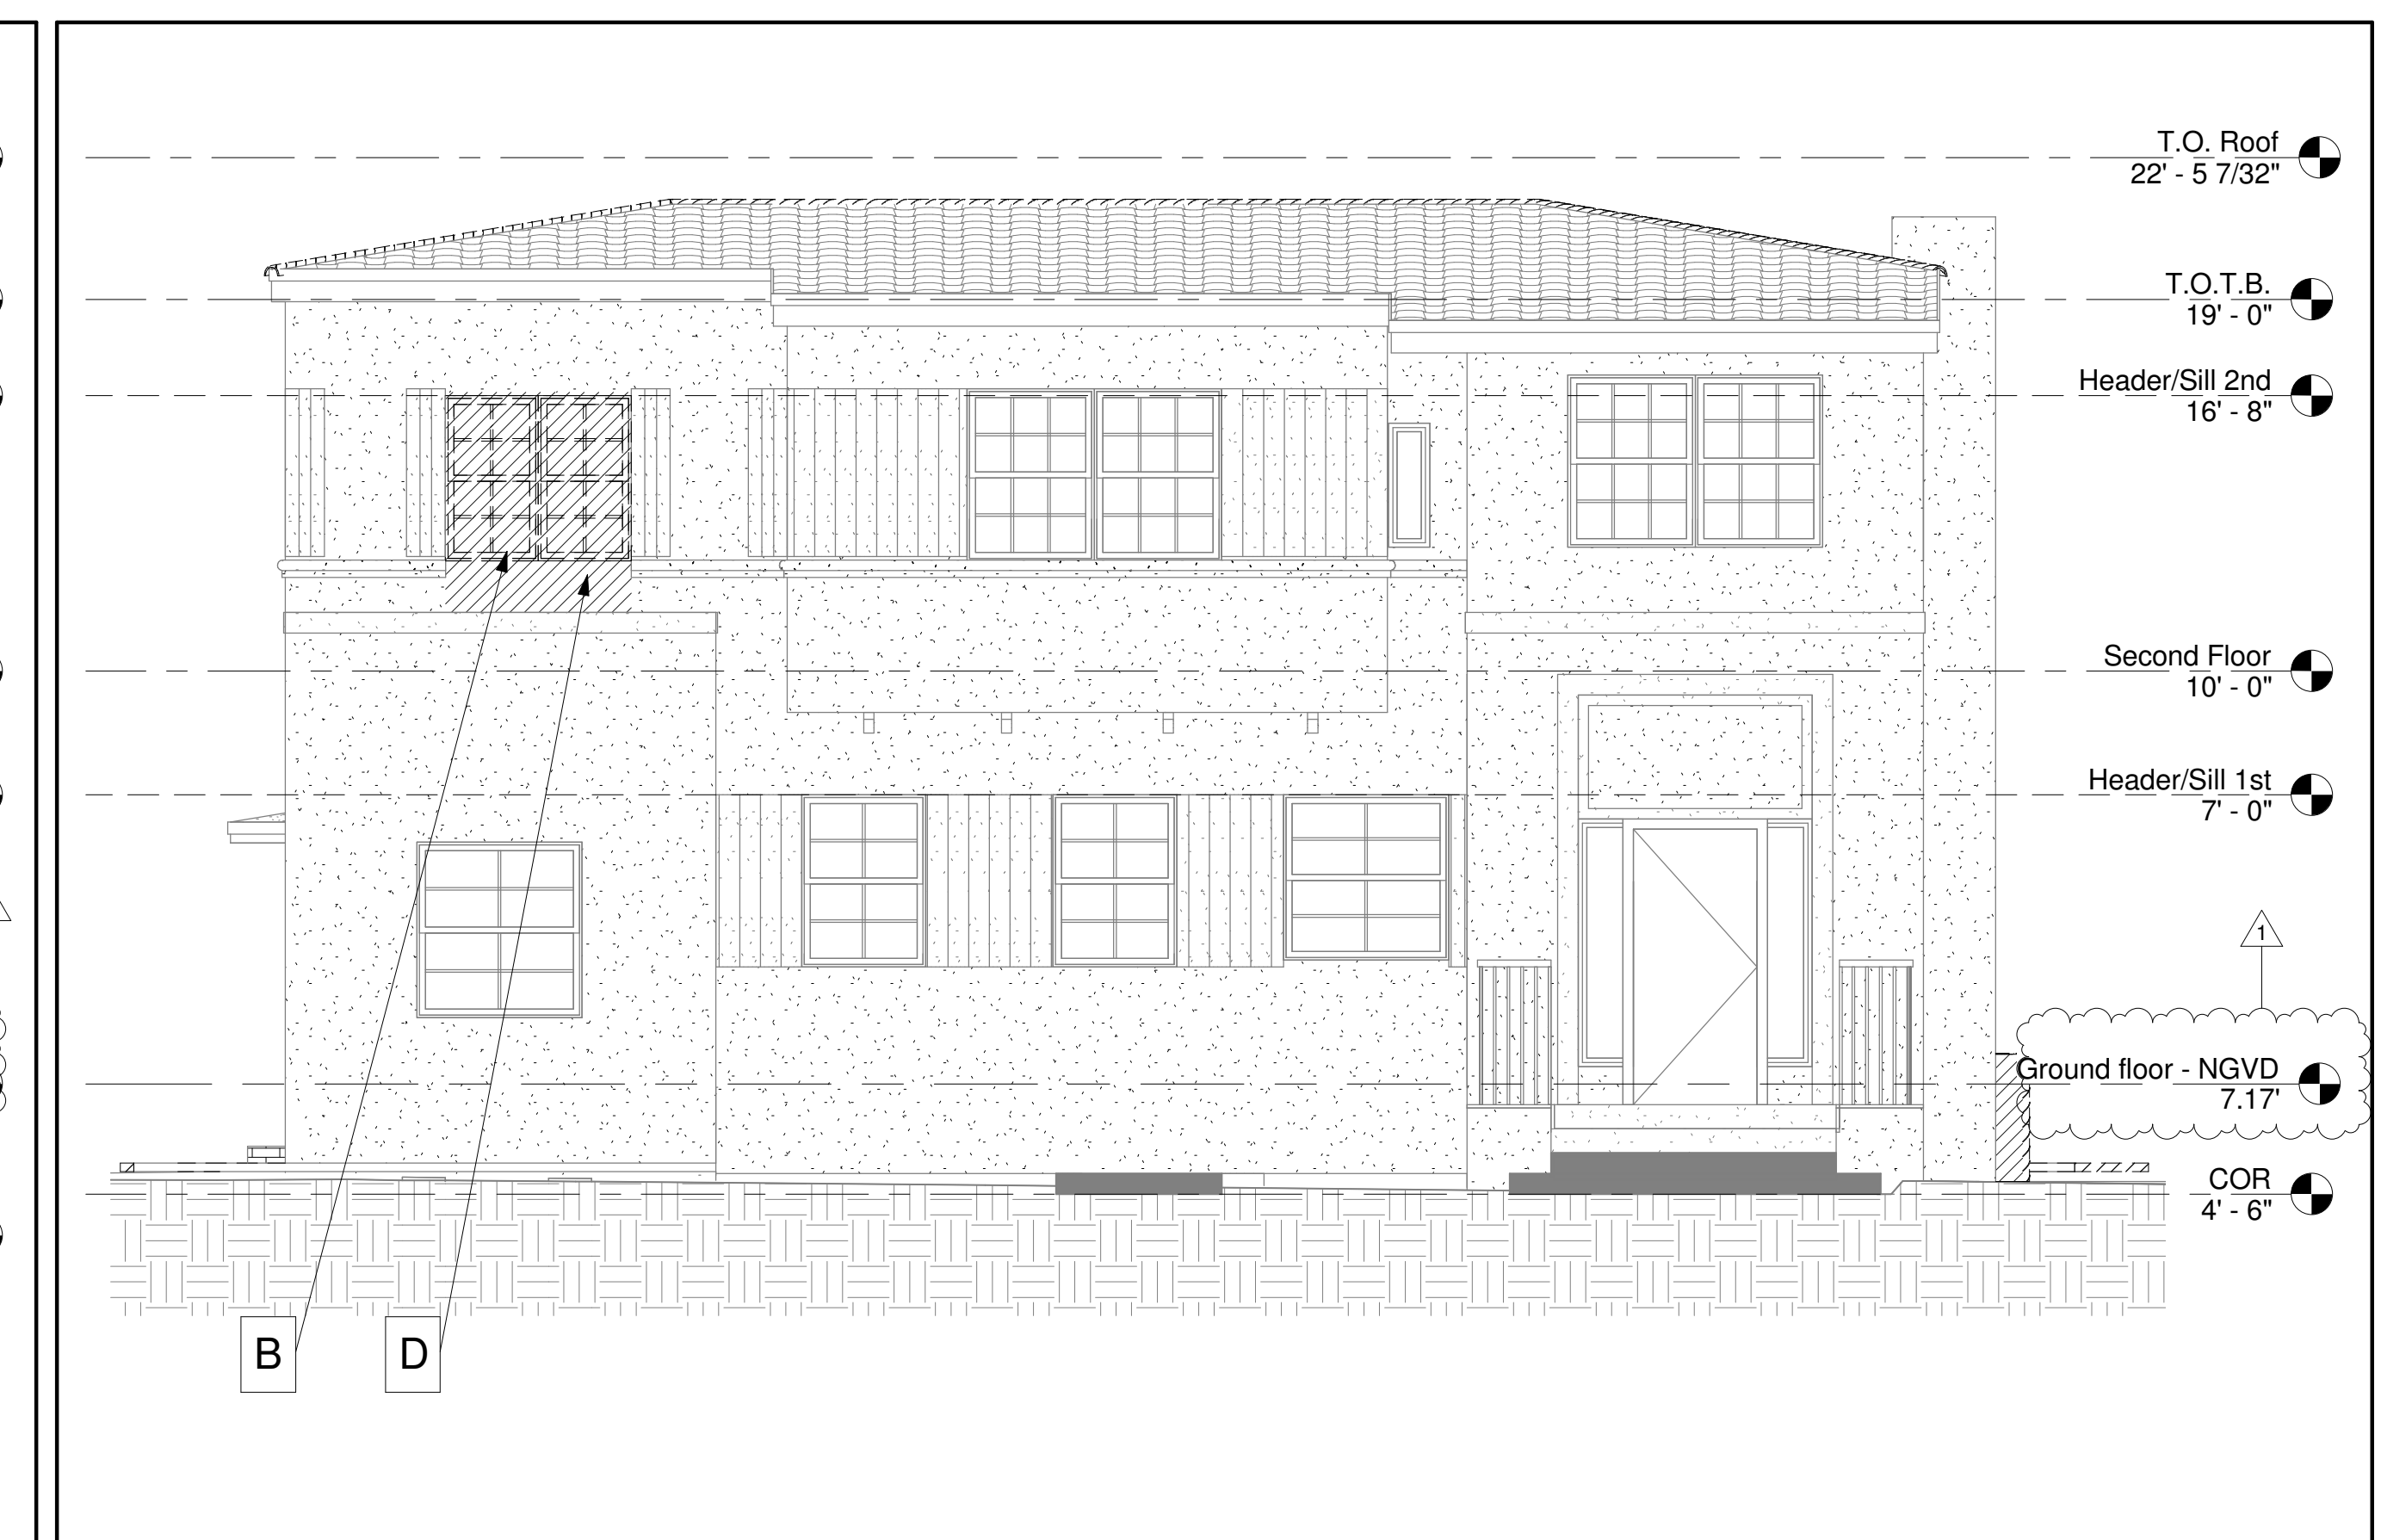 T.O. Roof
22' - 5 7/32"
T.O.T.B.
19' - 0"
Header/Sill 2nd
16' - 8"
Second Floor
10' - 0"
Header/Sill 1st
7' - 0"
1
Ground floor - NGVD
7.17'
COR
4' - 6"
B
D